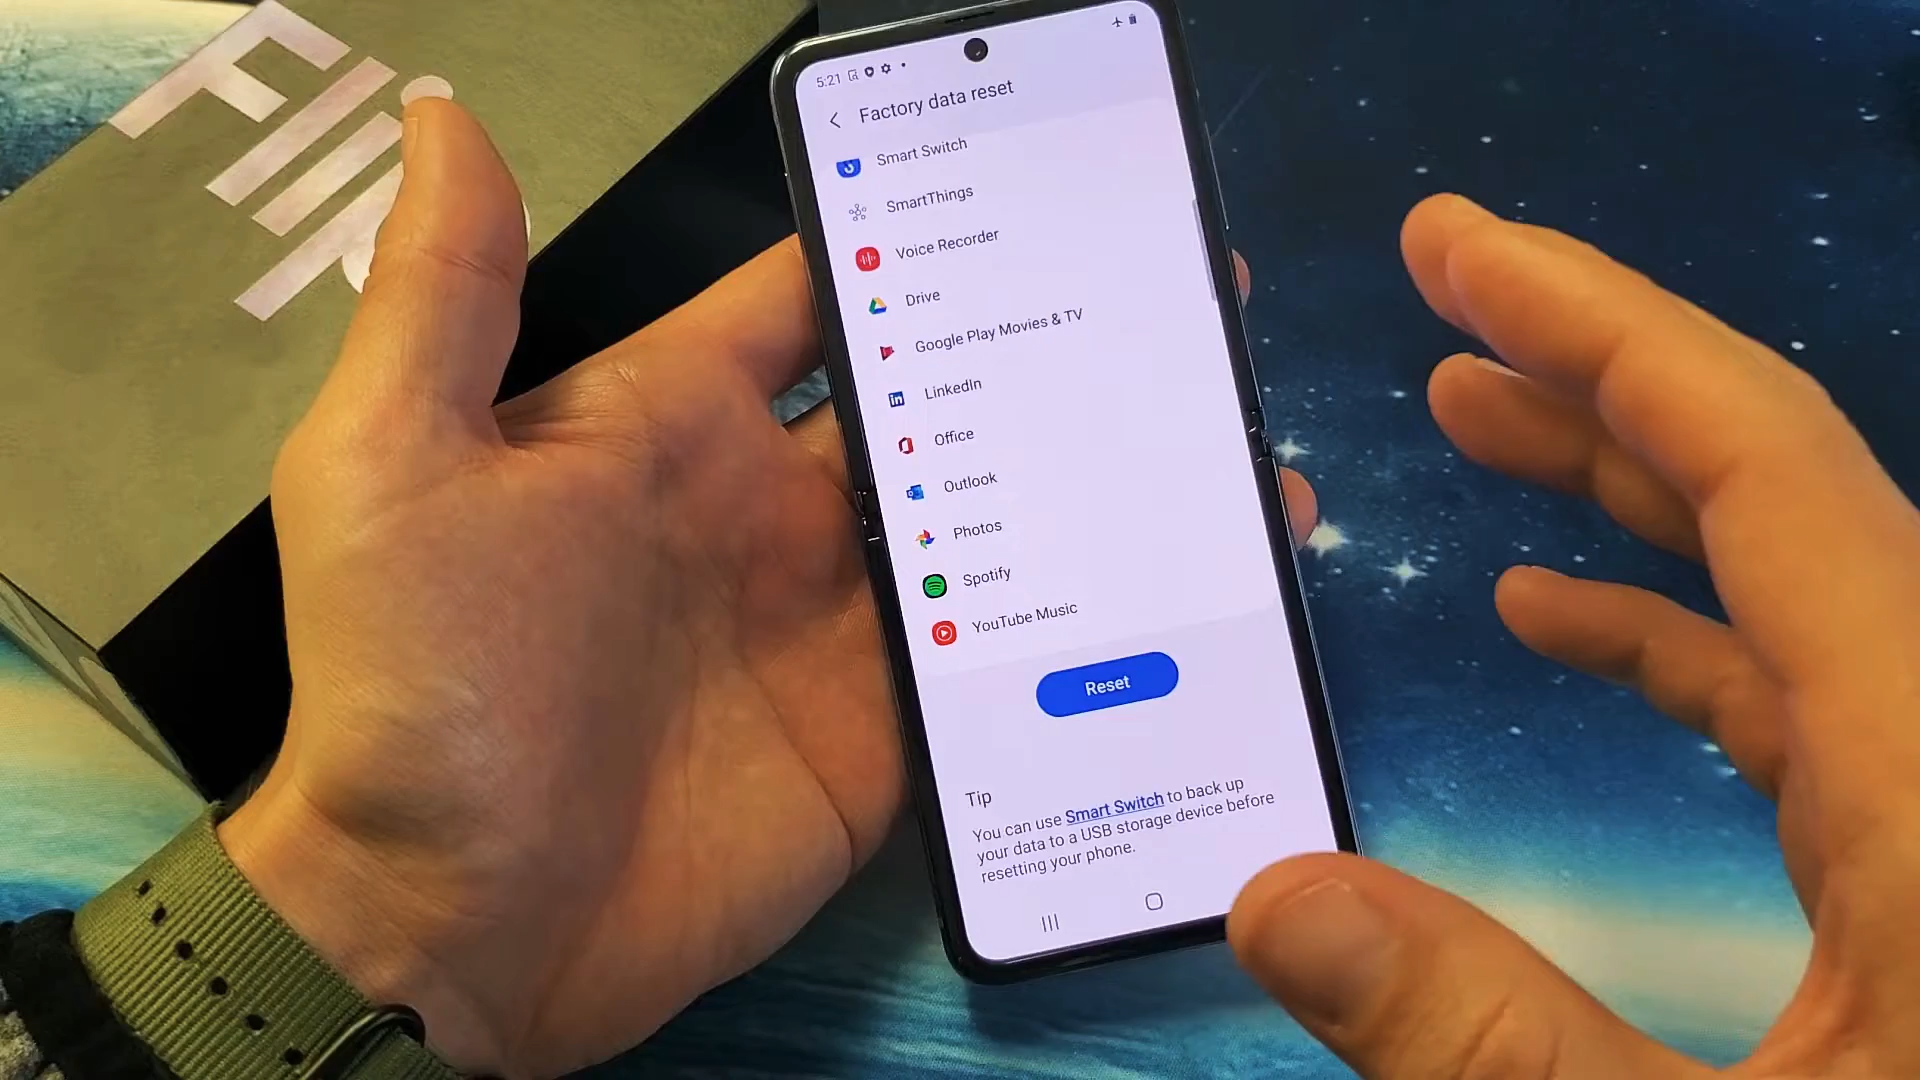 Flip
5:21
Factory data reset
Smart Switch
SmartThings
Voice Recorder
Drive
Google Play Movies & TV
LinkedIn
Office
Outlook
Photos
Spotify
YouTube Music
Reset
Tip
You can use Smart Switch to back up
your data to a USB storage device before
resetting your phone.